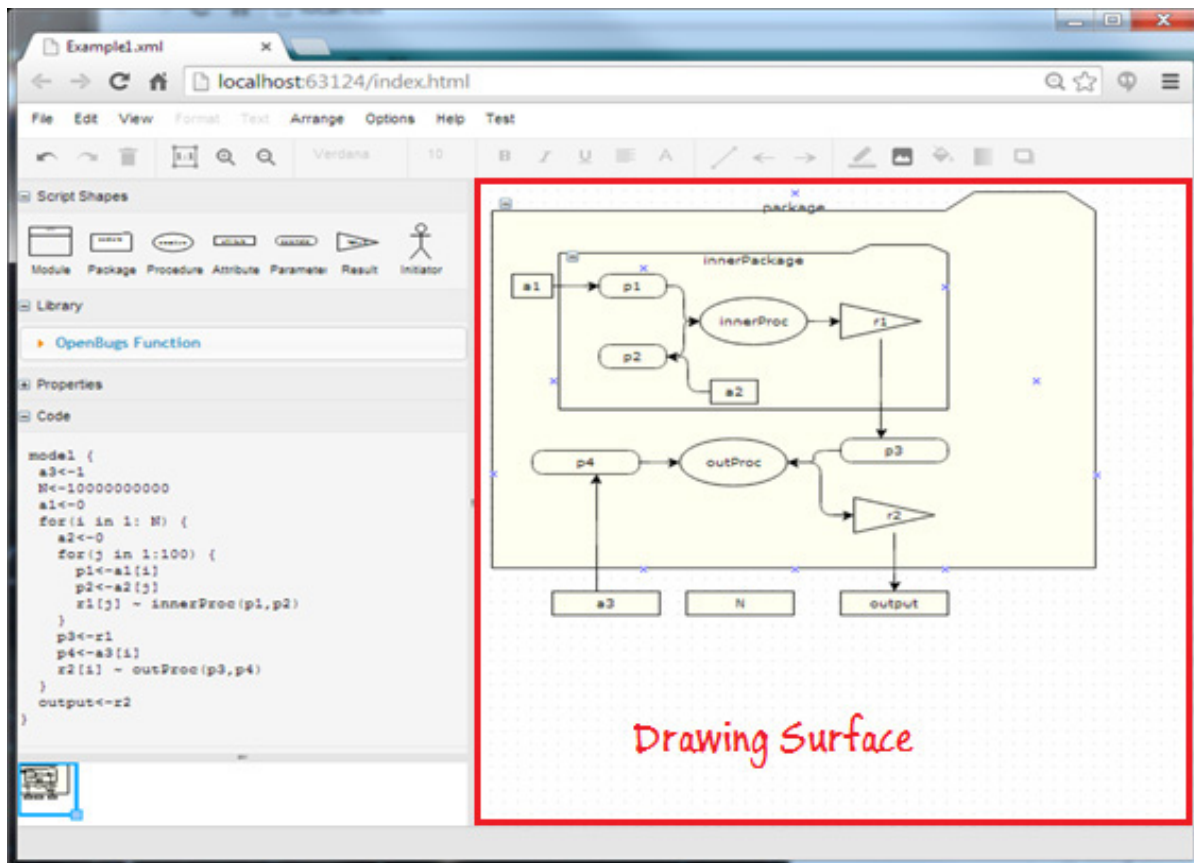 Example1.xml
localhost:63124/index.html
File Edit View Format Text Arrange Options Help Test
Verdana 10 B I U A
Script Shapes
Module Package Procedure Attribute Parameter Result Initiator
Library
OpenBugs Function
Properties
Code
model {
a3<-1
N<-10000000000
a1<-0
for(i in 1: N) {
a2<-0
for(j in 1:100) {
p1<-a1[i]
p2<-a2[j]
r1[j] ~ innerProc(p1,p2)
}
p3<-r1
p4<-a3[i]
r2[i] ~ outProc(p3,p4)
}
output<-r2
}
package
innerPackage
a1 p1
innerProc r1
p2
a2
p3
p4 outProc
r2
a3 N output
Drawing Surface